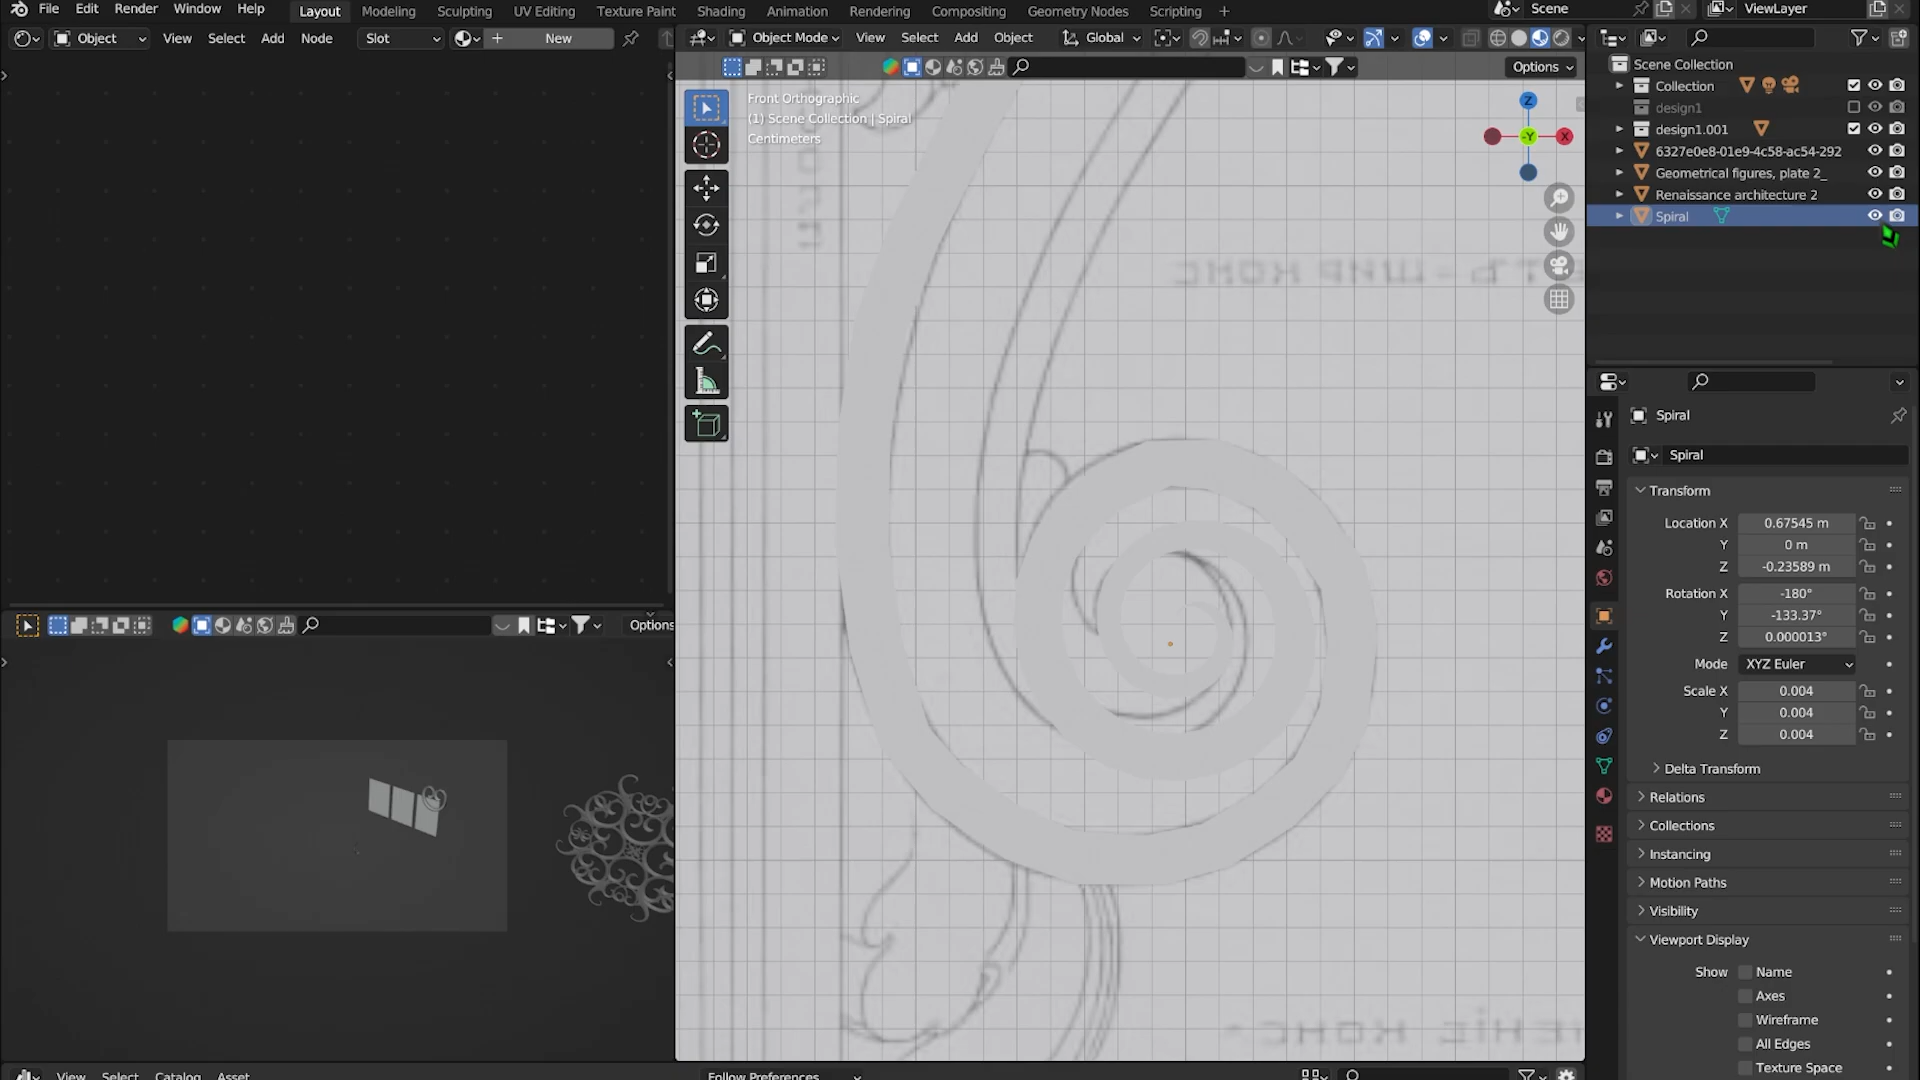 File Edit Render Window Help
Layout Modeling Sculpting UV Editing Texture Paint Shading Animation Rendering Compositing Geometry Nodes Scripting +
Scene ViewLayer
Object View Select Add Node Slot New
Object Mode View Select Add Object Global
Options
Front Orthographic
(1) Scene Collection | Spiral
Centimeters
Z
-Y X
Scene Collection
Collection
design1
design1.001
6327e0e8-01e9-4c58-ac54-292
Geometrical figures, plate 2_
Renaissance architecture 2
Spiral
Spiral
Spiral
Transform
Location X 0.67545 m
Y 0 m
Z -0.23589 m
Rotation X -180°
Y -133.37°
Z 0.000013°
Mode XYZ Euler
Scale X 0.004
Y 0.004
Z 0.004
Delta Transform
Relations
Collections
Instancing
Motion Paths
Visibility
Viewport Display
Show Name
Axes
Wireframe
All Edges
Texture Space
Options
View Select Catalog Asset
Follow Preferences